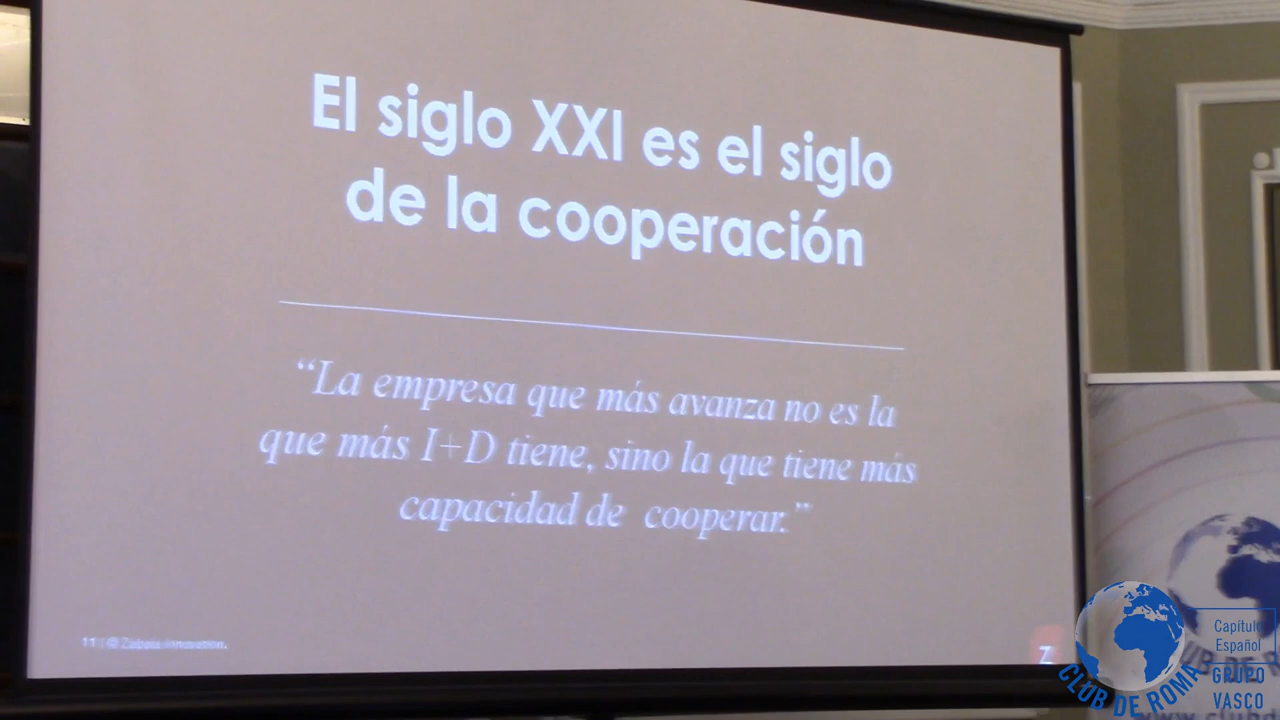 El siglo XXI es el siglo
de la cooperación
“La empresa que más avanza no es la
que más I+D tiene, sino la que tiene más
capacidad de cooperar.”
11 | © Zabala Innovation.
Z
Capítulo
Español
GRUPO
VASCO
CLUB DE ROMA